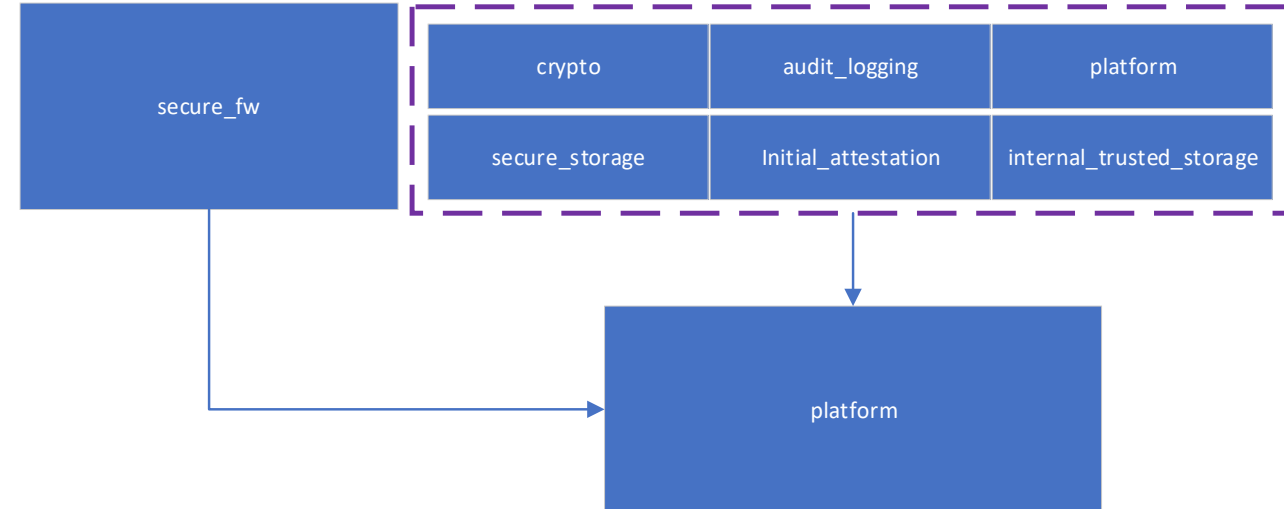 secure_fw
crypto
audit_logging
platform
secure_storage
Initial_attestation
internal_trusted_storage
platform